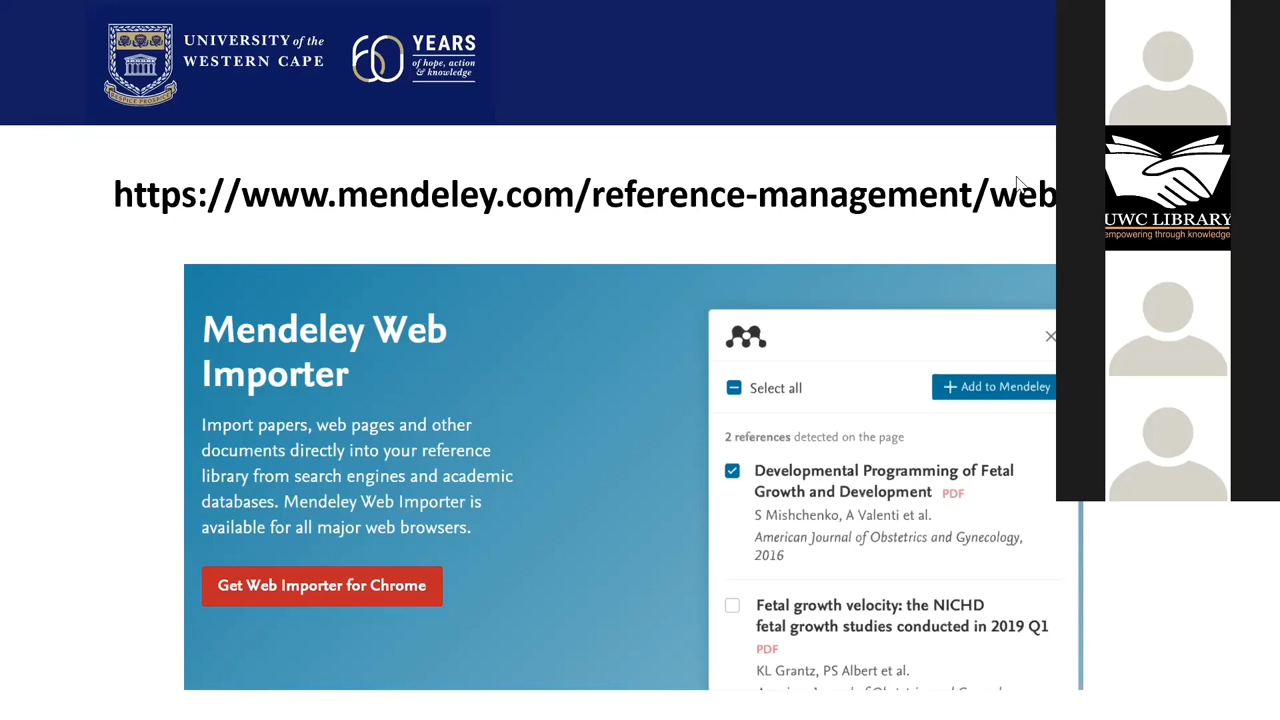 UNIVERSITY of the
WESTERN CAPE
60 YEARS
of hope, action
& knowledge
RESPICE PROSPICE
https://www.mendeley.com/reference-management/web
UWC LIBRARY
empowering through knowledge
Mendeley Web
Importer
Import papers, web pages and other
documents directly into your reference
library from search engines and academic
databases. Mendeley Web Importer is
available for all major web browsers.
Get Web Importer for Chrome
Select all
+ Add to Mendeley
2 references detected on the page
Developmental Programming of Fetal
Growth and Development PDF
S Mishchenko, A Valenti et al.
American Journal of Obstetrics and Gynecology,
2016
Fetal growth velocity: the NICHD
fetal growth studies conducted in 2019 Q1
PDF
KL Grantz, PS Albert et al.